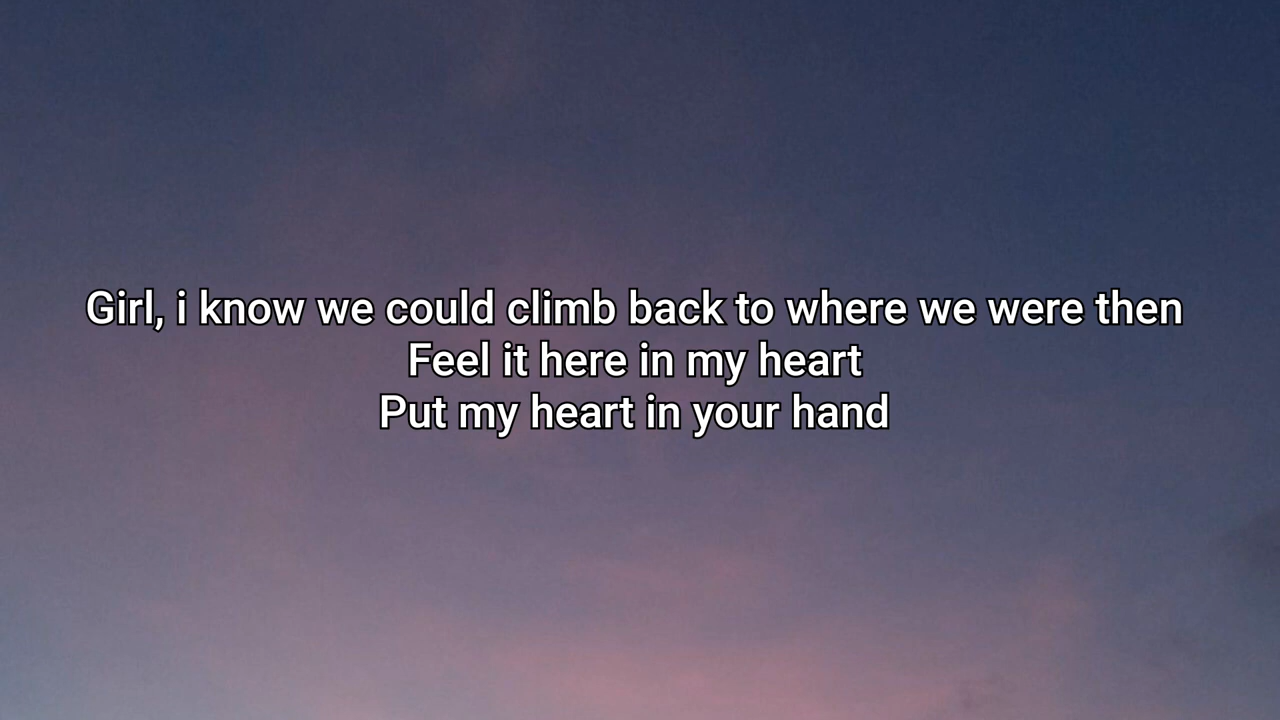 Girl, i know we could climb back to where we were then
Feel it here in my heart
Put my heart in your hand